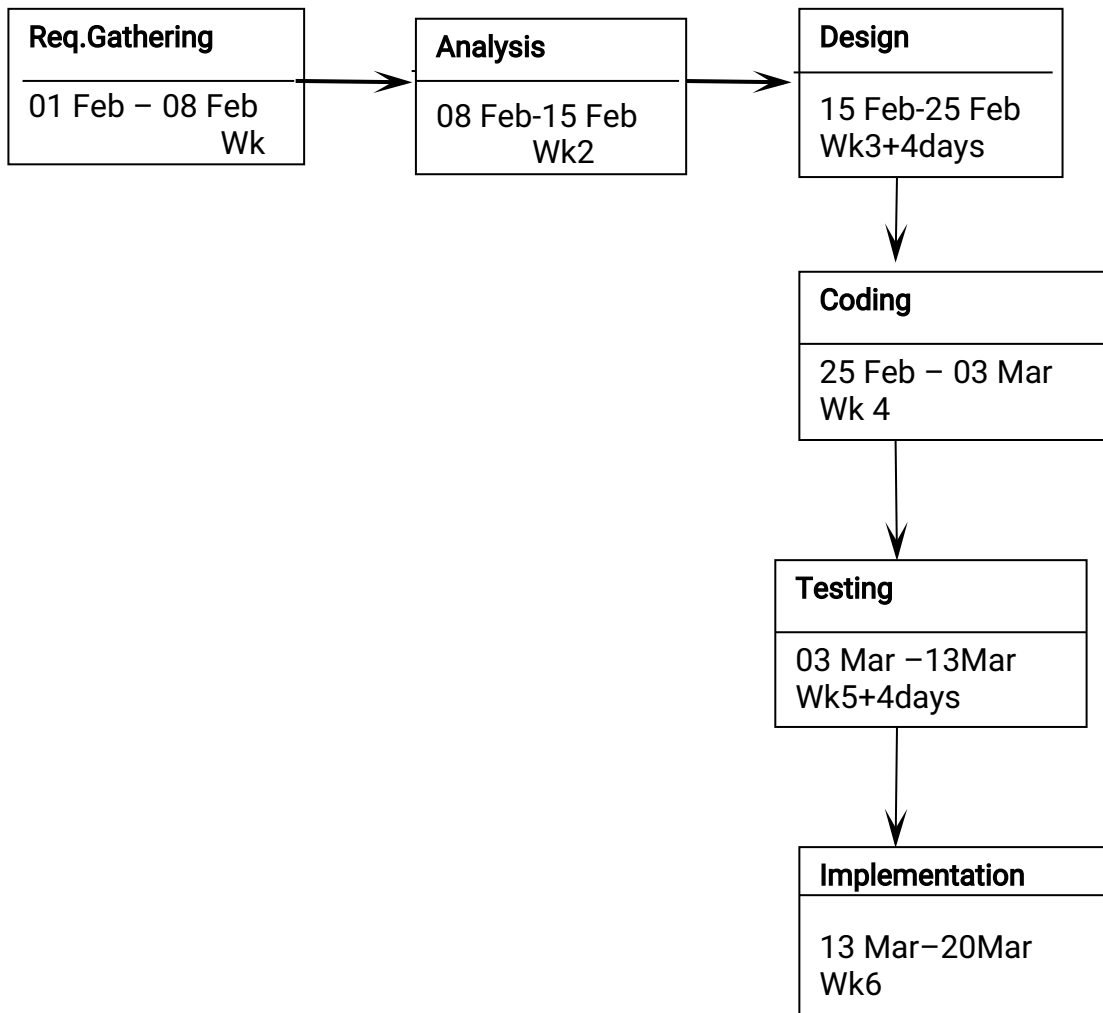 Req.Gathering
01 Feb – 08 Feb
Wk
Analysis
08 Feb-15 Feb
Wk2
Design
15 Feb-25 Feb
Wk3+4days
Coding
25 Feb – 03 Mar
Wk 4
Testing
03 Mar –13Mar
Wk5+4days
Implementation
13 Mar–20Mar
Wk6